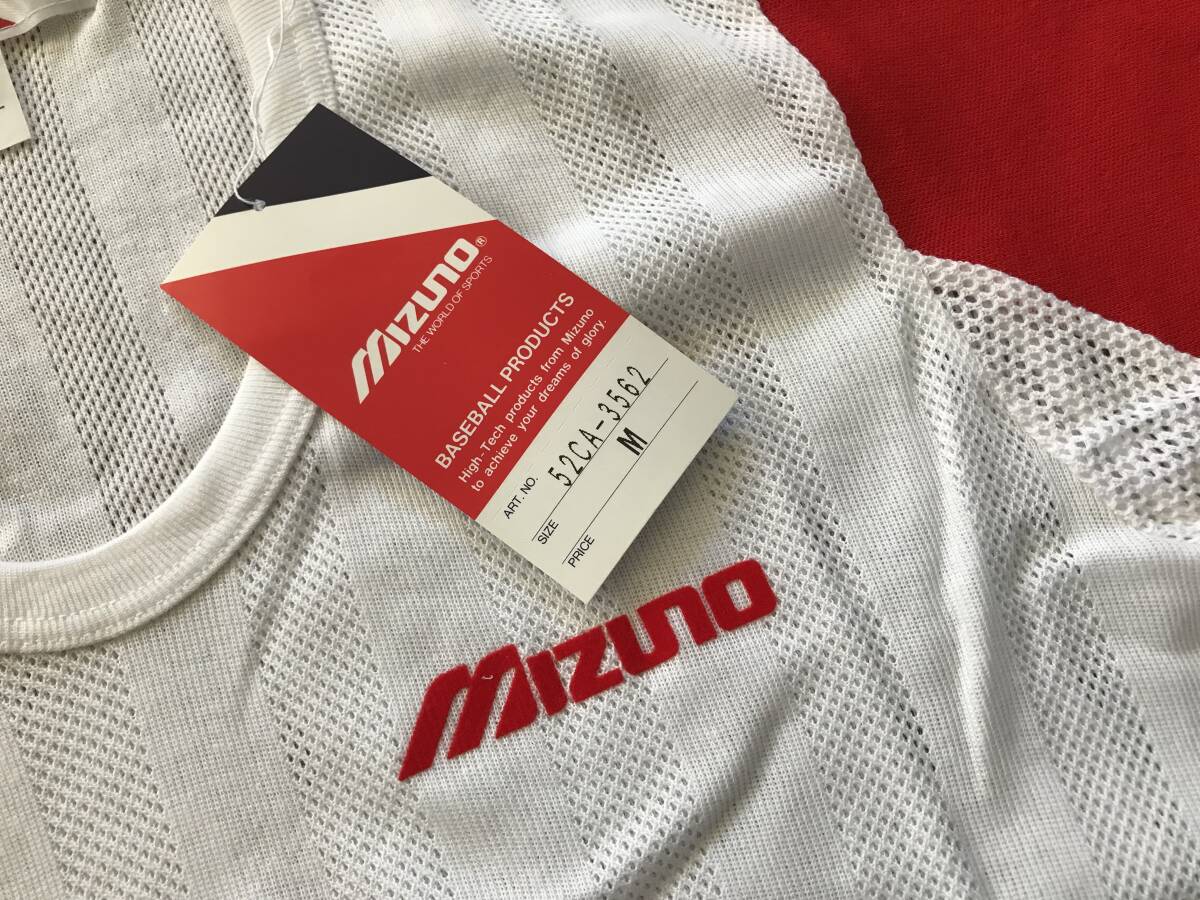 Mizuno®
THE WORLD OF SPORTS
BASEBALL PRODUCTS
High-Tech products from Mizuno
to achieve your dreams of glory.
ART. NO. 52CA-3562
SIZE M
PRICE
Mizuno